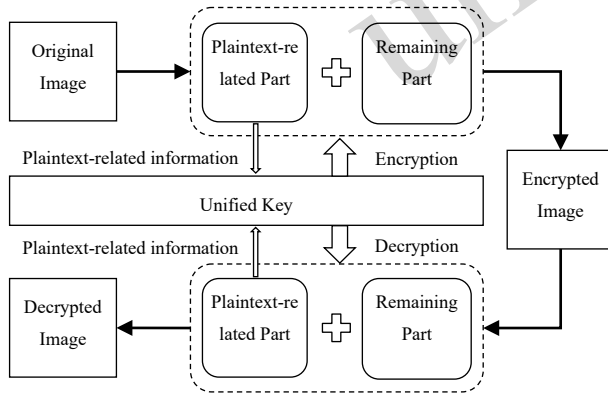 Original
Image
Plaintext-re
lated Part
Remaining
Part
Plaintext-related information
Encryption
Unified Key
Encrypted
Image
Plaintext-related information
Decryption
Decrypted
Image
Plaintext-re
lated Part
Remaining
Part